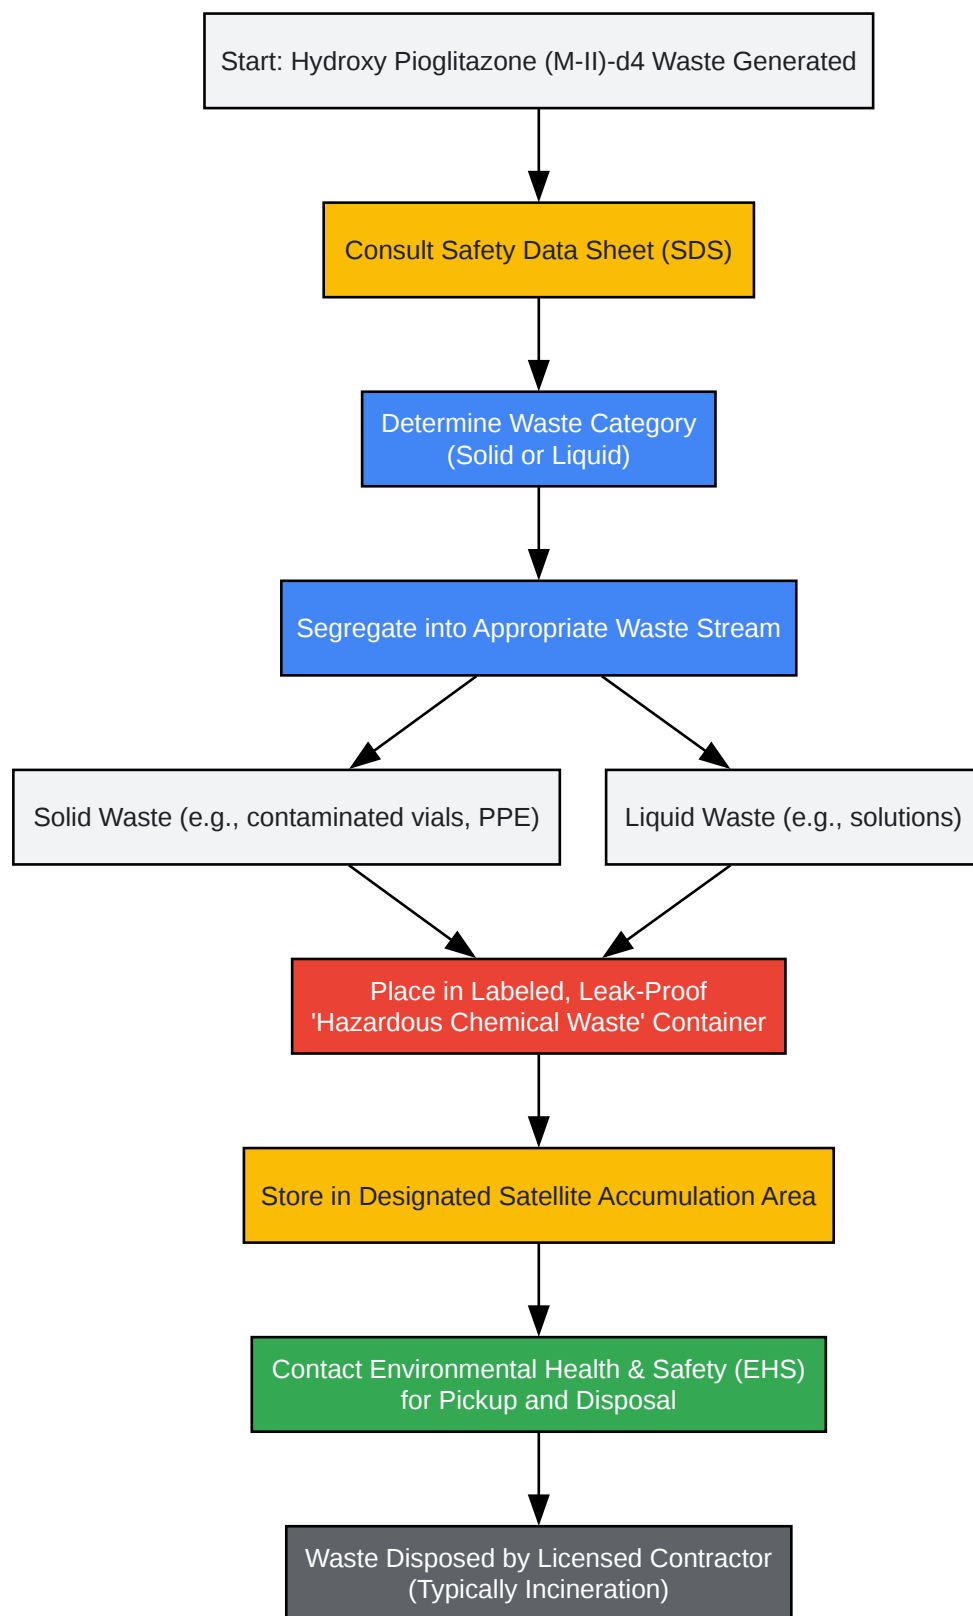 Start: Hydroxy Pioglitazone (M-II)-d4 Waste Generated
Consult Safety Data Sheet (SDS)
Determine Waste Category
(Solid or Liquid)
Segregate into Appropriate Waste Stream
Solid Waste (e.g., contaminated vials, PPE)
Liquid Waste (e.g., solutions)
Place in Labeled, Leak-Proof
'Hazardous Chemical Waste' Container
Store in Designated Satellite Accumulation Area
Contact Environmental Health & Safety (EHS)
for Pickup and Disposal
Waste Disposed by Licensed Contractor
(Typically Incineration)